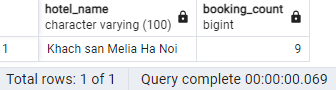 hotel_name booking_count
character varying (100) bigint
1 Khach san Melia Ha Noi 9
Total rows: 1 of 1 Query complete 00:00:00.069